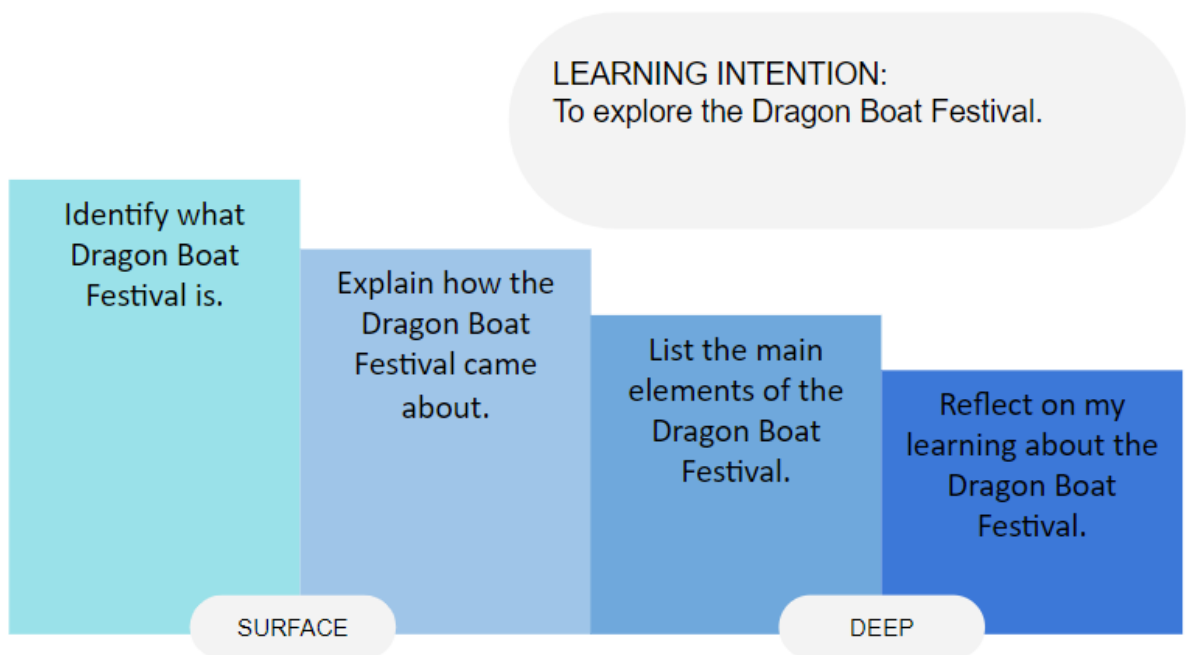 LEARNING INTENTION:
To explore the Dragon Boat Festival.
Identify what
Dragon Boat
Festival is.
Explain how the
Dragon Boat
Festival came
about.
List the main
elements of the
Dragon Boat
Festival.
Reflect on my
learning about the
Dragon Boat
Festival.
SURFACE
DEEP